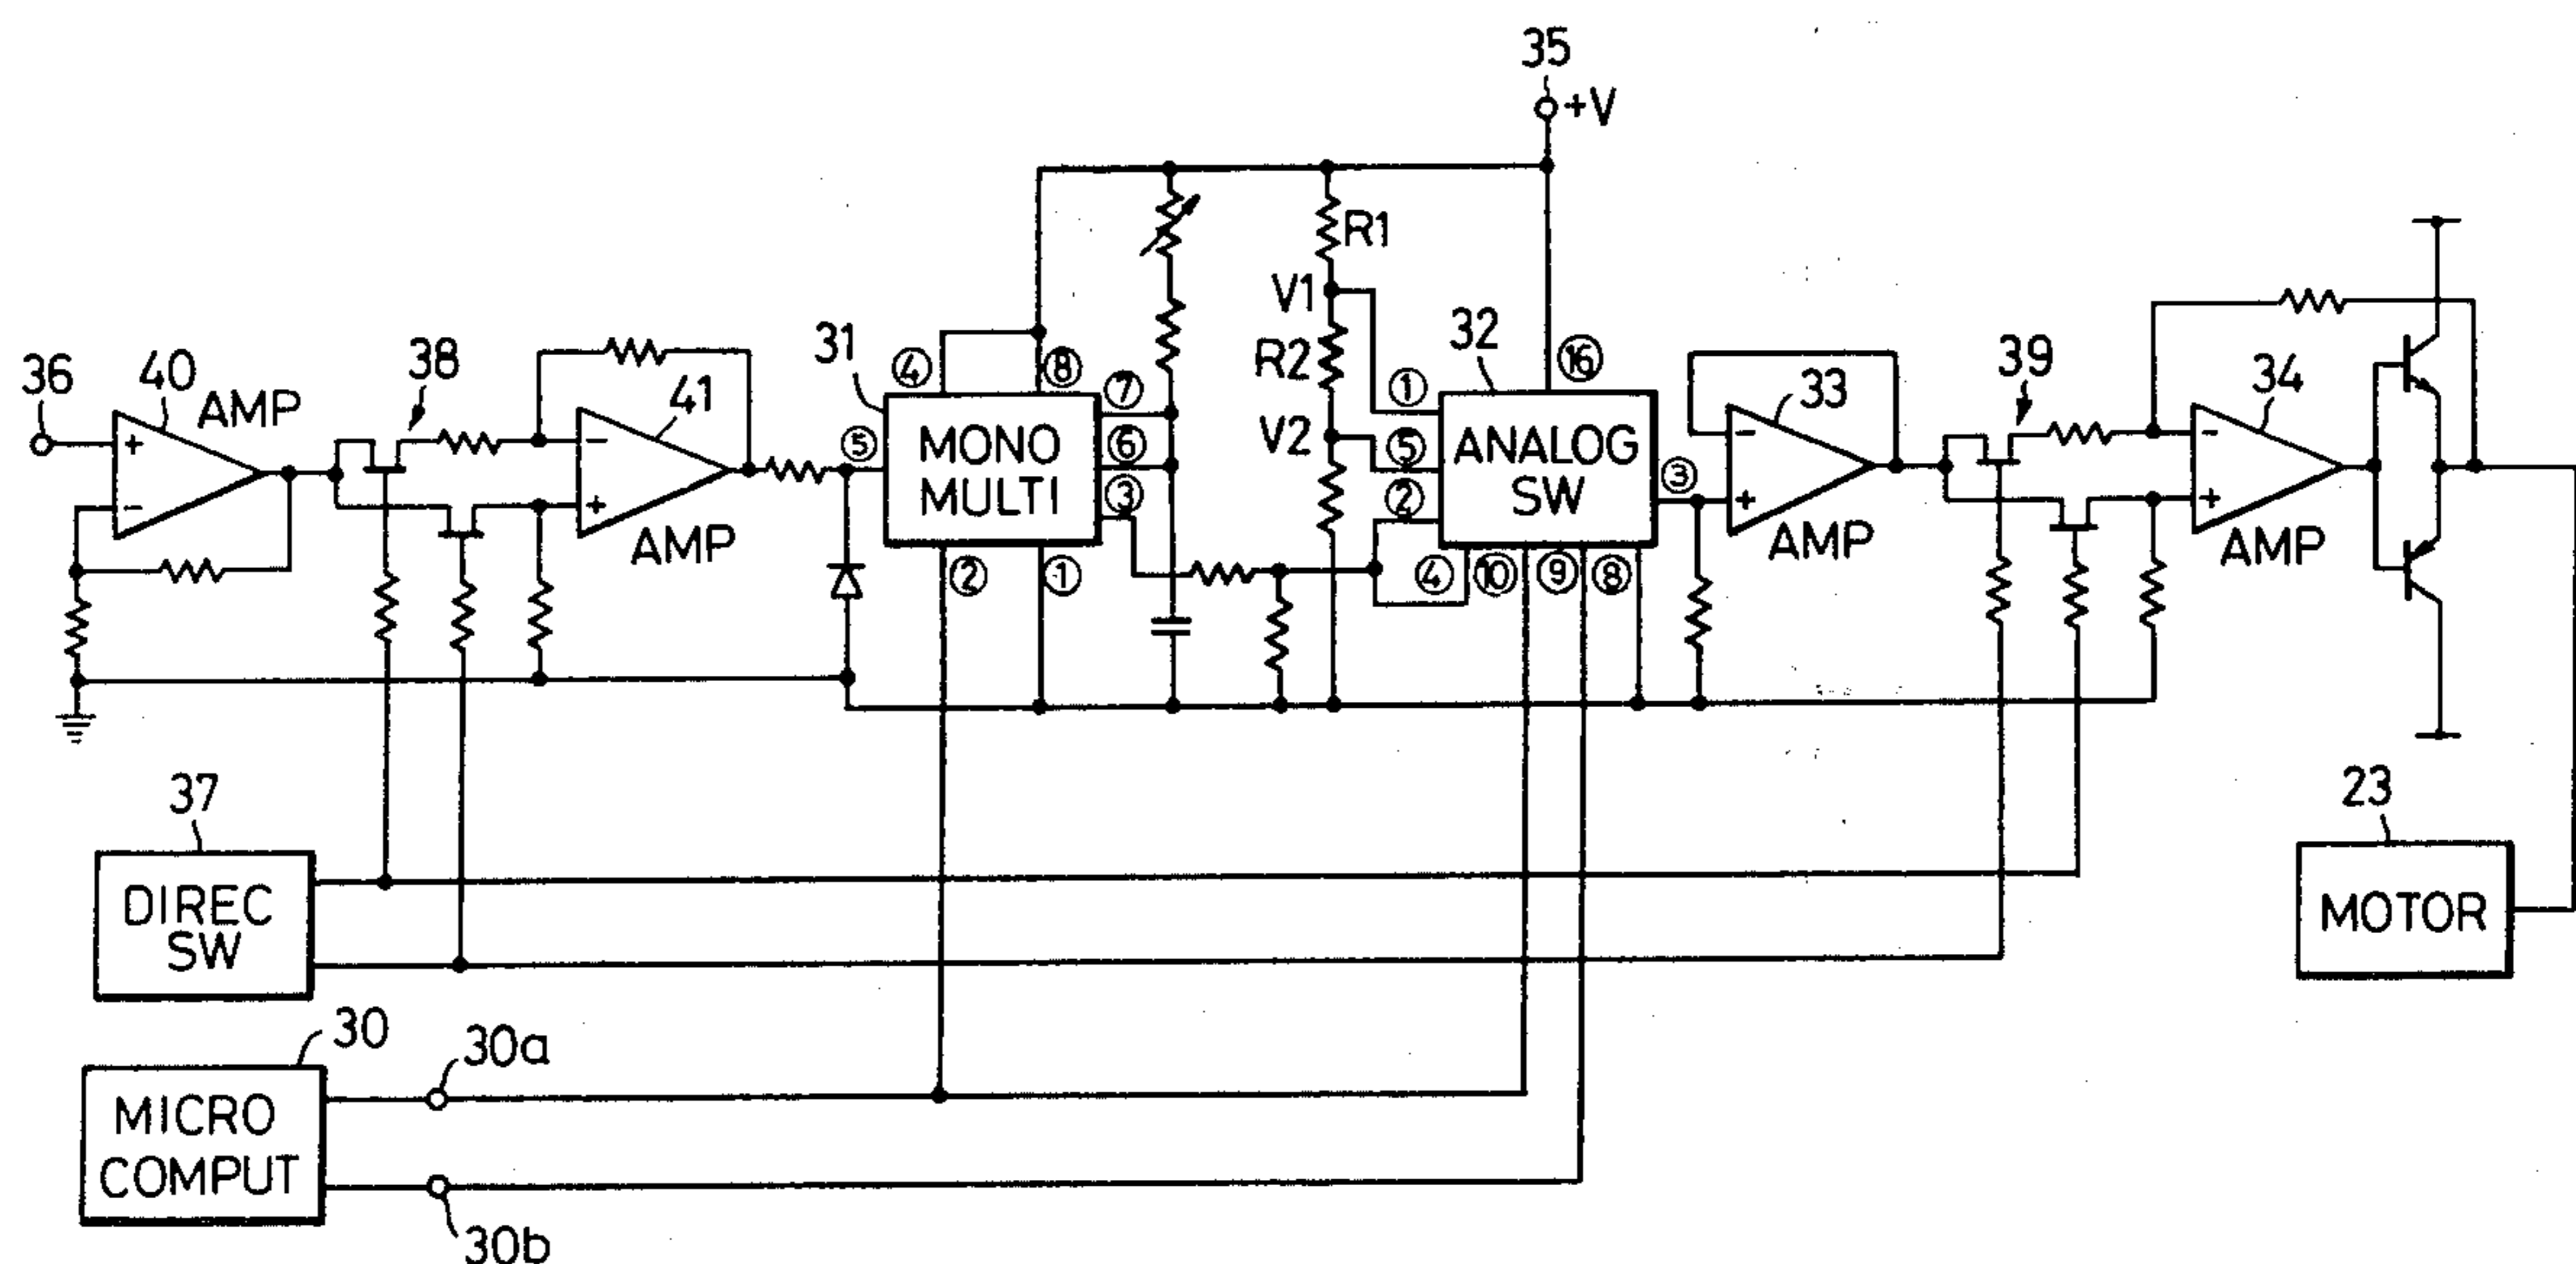 35
+V
R1
V1
R2
V2
36
40
AMP
38
41
AMP
31
④
⑧
⑦
⑤
MONO
MULTI
⑥
③
②
①
32
⑯
①
⑤
②
ANALOG
SW
③
④
⑩
⑨
⑧
33
AMP
39
34
AMP
+
-
-
+
-
+
-
+
37
DIREC
SW
23
MOTOR
30
MICRO
COMPUT
30a
30b